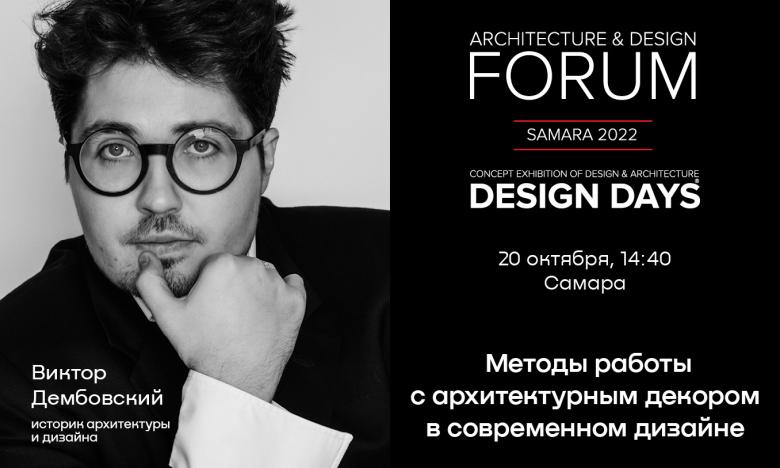 Виктор
Дембовский
историк архитектуры
и дизайна
ARCHITECTURE & DESIGN
FORUM
SAMARA 2022
CONCEPT EXHIBITION OF DESIGN & ARCHITECTURE
DESIGN DAYS®
20 октября, 14:40
Самара
Методы работы
с архитектурным декором
в современном дизайне